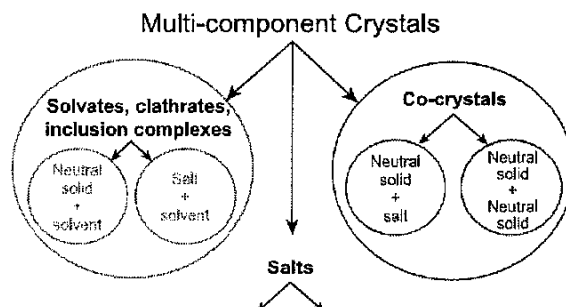 Multi-component Crystals
Solvates, clathrates,
inclusion complexes
Neutral
solid
+
solvent
Salt
+
solvent
Co-crystals
Neutral
solid
+
salt
Neutral
solid
+
Neutral
solid
Salts